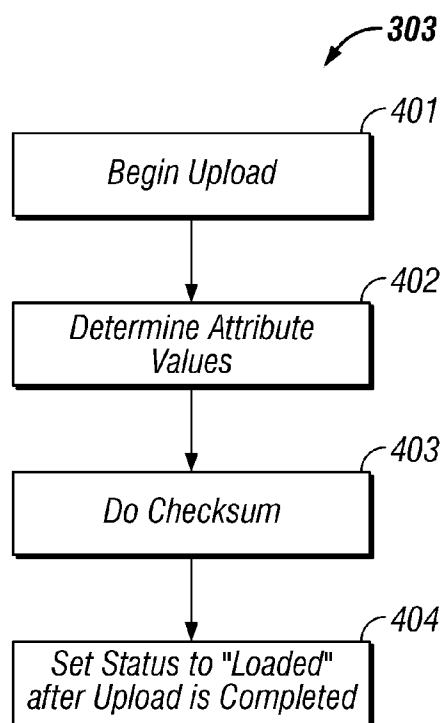 303
401
Begin Upload
402
Determine Attribute
Values
403
Do Checksum
404
Set Status to "Loaded"
after Upload is Completed